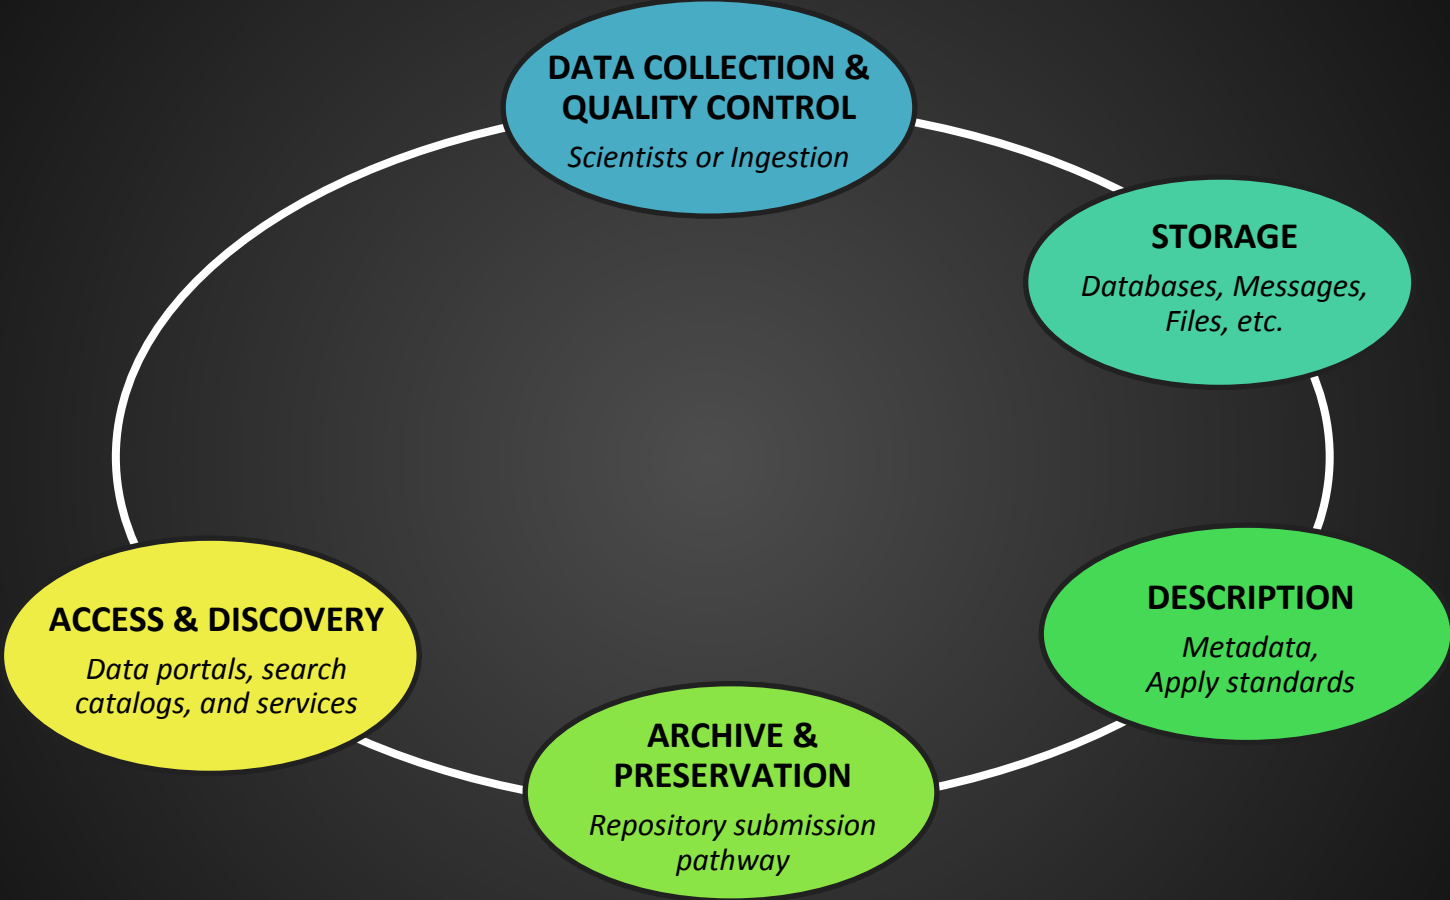 DATA COLLECTION &
QUALITY CONTROL
Scientists or Ingestion
STORAGE
Databases, Messages,
Files, etc.
DESCRIPTION
Metadata,
Apply standards
ARCHIVE &
PRESERVATION
Repository submission
pathway
ACCESS & DISCOVERY
Data portals, search
catalogs, and services